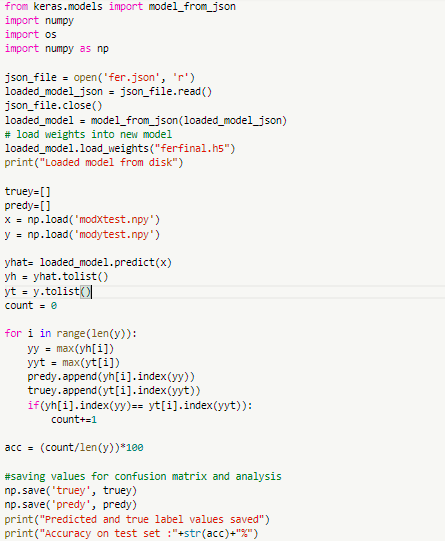 from keras.models import model_from_json
import numpy
import os
import numpy as np
json_file = open('fer.json', 'r')
loaded_model_json = json_file.read()
json_file.close()
loaded_model = model_from_json(loaded_model_json)
# load weights into new model
loaded_model.load_weights("ferfinal.h5")
print("Loaded model from disk")
truey=[]
predy=[]
x = np.load('modXtest.npy')
y = np.load('modytest.npy')
yhat= loaded_model.predict(x)
yh = yhat.tolist()
yt = y.tolist()
count = 0
for i in range(len(y)):
    yy = max(yh[i])
    yyt = max(yt[i])
    predy.append(yh[i].index(yy))
    truey.append(yt[i].index(yyt))
    if(yh[i].index(yy)== yt[i].index(yyt)):
        count+=1
acc = (count/len(y))*100
#saving values for confusion matrix and analysis
np.save('truey', truey)
np.save('predy', predy)
print("Predicted and true label values saved")
print("Accuracy on test set :"+str(acc)+"%")